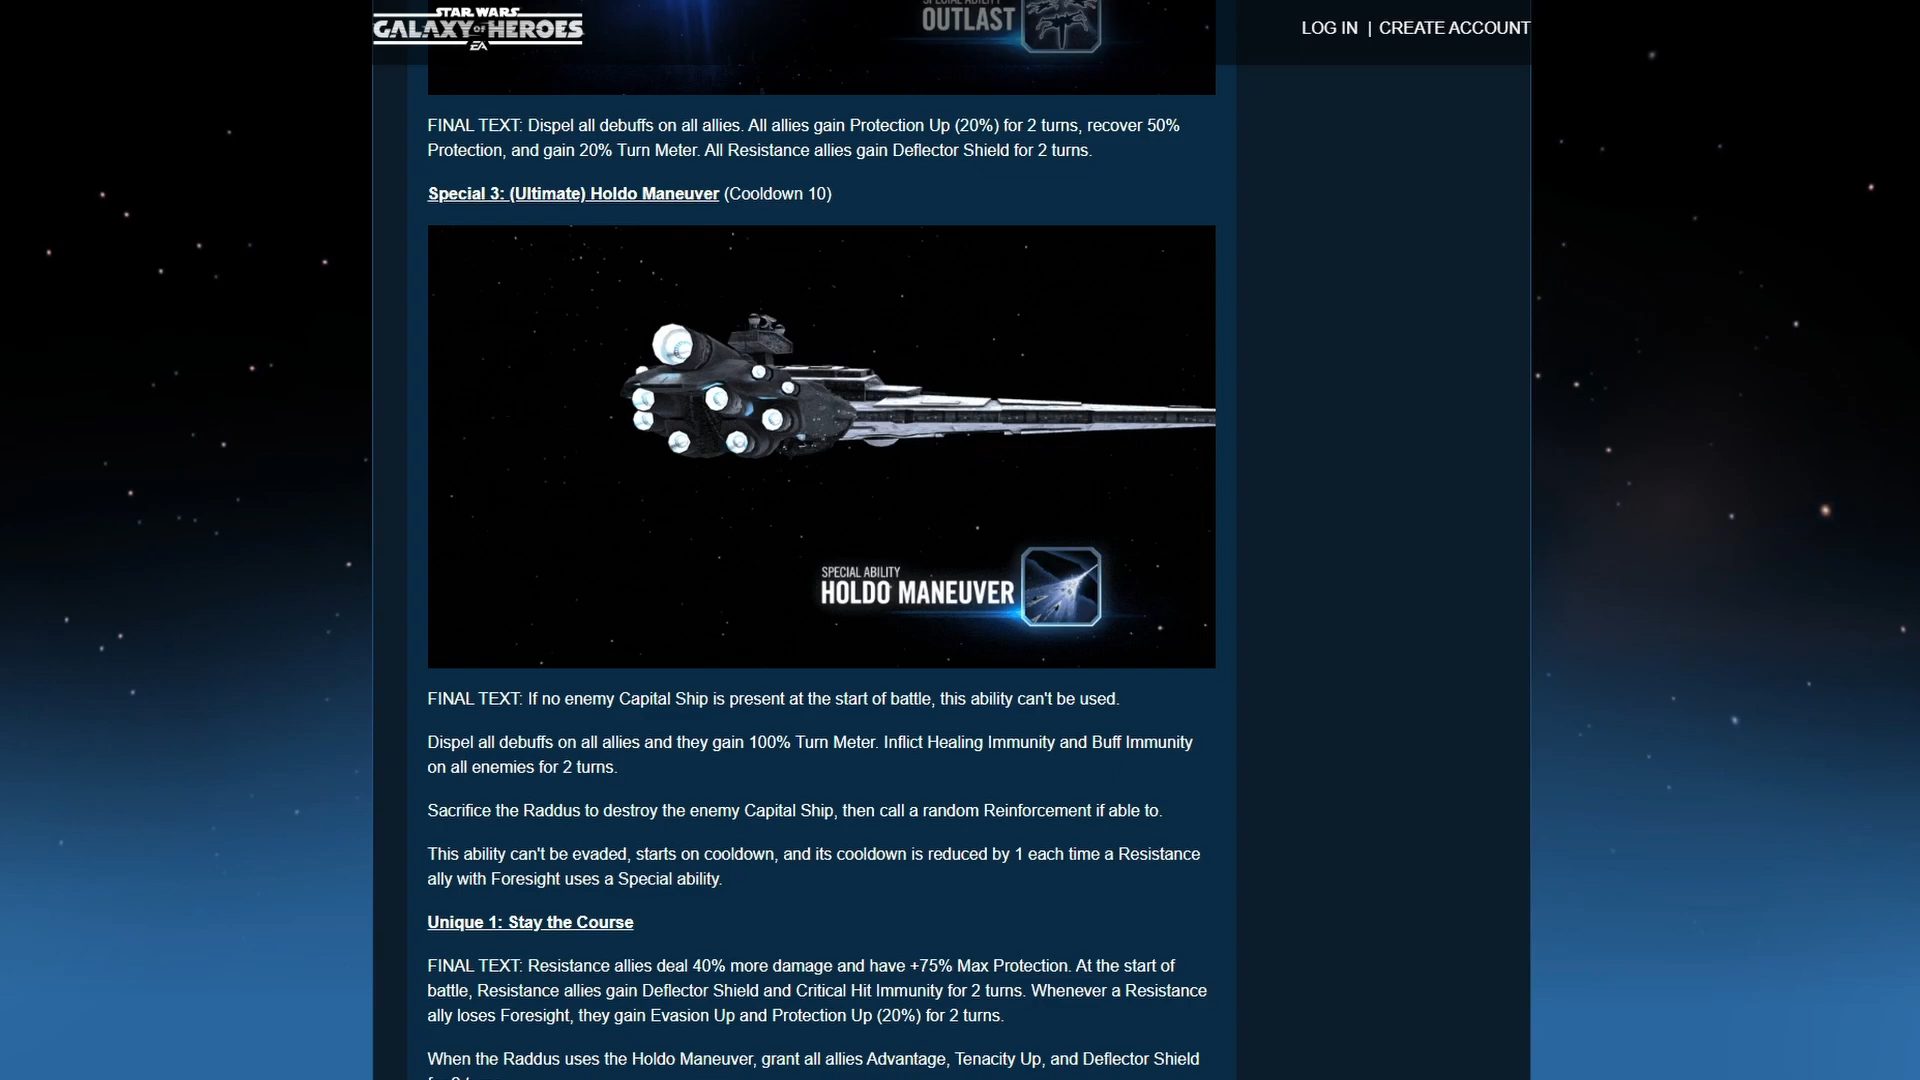 STAR WARS
GALAXY OF HEROES
EA
LOG IN | CREATE ACCOUNT
SPECIAL ABILITY
OUTLAST
FINAL TEXT: Dispel all debuffs on all allies. All allies gain Protection Up (20%) for 2 turns, recover 50%
Protection, and gain 20% Turn Meter. All Resistance allies gain Deflector Shield for 2 turns.
Special 3: (Ultimate) Holdo Maneuver (Cooldown 10)
SPECIAL ABILITY
HOLDO MANEUVER
FINAL TEXT: If no enemy Capital Ship is present at the start of battle, this ability can't be used.
Dispel all debuffs on all allies and they gain 100% Turn Meter. Inflict Healing Immunity and Buff Immunity
on all enemies for 2 turns.
Sacrifice the Raddus to destroy the enemy Capital Ship, then call a random Reinforcement if able to.
This ability can't be evaded, starts on cooldown, and its cooldown is reduced by 1 each time a Resistance
ally with Foresight uses a Special ability.
Unique 1: Stay the Course
FINAL TEXT: Resistance allies deal 40% more damage and have +75% Max Protection. At the start of
battle, Resistance allies gain Deflector Shield and Critical Hit Immunity for 2 turns. Whenever a Resistance
ally loses Foresight, they gain Evasion Up and Protection Up (20%) for 2 turns.
When the Raddus uses the Holdo Maneuver, grant all allies Advantage, Tenacity Up, and Deflector Shield